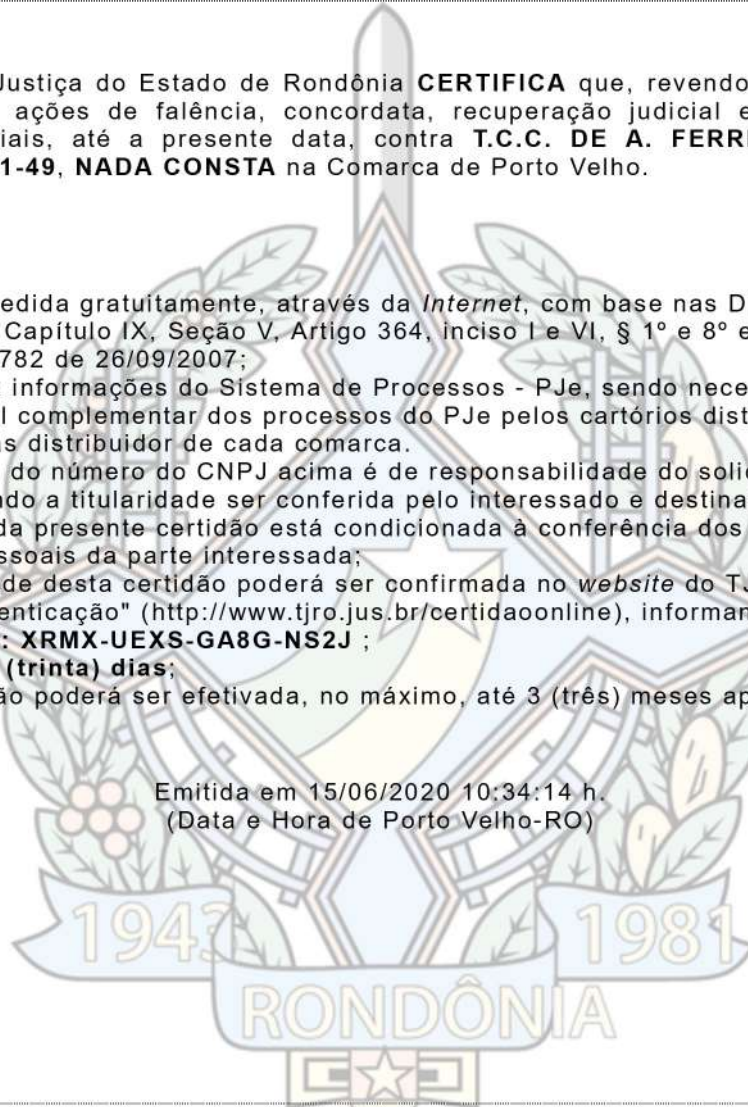 Justiça do Estado de Rondônia CERTIFICA que, revendo
ações de falência, concordata, recuperação judicial e
iais, até a presente data, contra T.C.C. DE A. FERR
1-49, NADA CONSTA na Comarca de Porto Velho.
edida gratuitamente, através da Internet, com base nas D
Capítulo IX, Seção V, Artigo 364, inciso I e VI, § 1º e 8º e
782 de 26/09/2007;
informações do Sistema de Processos - PJe, sendo nece
l complementar dos processos do PJe pelos cartórios dist
as distribuidor de cada comarca.
do número do CNPJ acima é de responsabilidade do soli
ndo a titularidade ser conferida pelo interessado e destina
da presente certidão está condicionada à conferência dos
ssoais da parte interessada;
de desta certidão poderá ser confirmada no website do TJ
enticação" (http://www.tjro.jus.br/certidaoonline), informan
: XRMX-UEXS-GA8G-NS2J ;
(trinta) dias;
ão poderá ser efetivada, no máximo, até 3 (três) meses ap
Emitida em 15/06/2020 10:34:14 h.
(Data e Hora de Porto Velho-RO)
1943 1981
RONDÔNIA